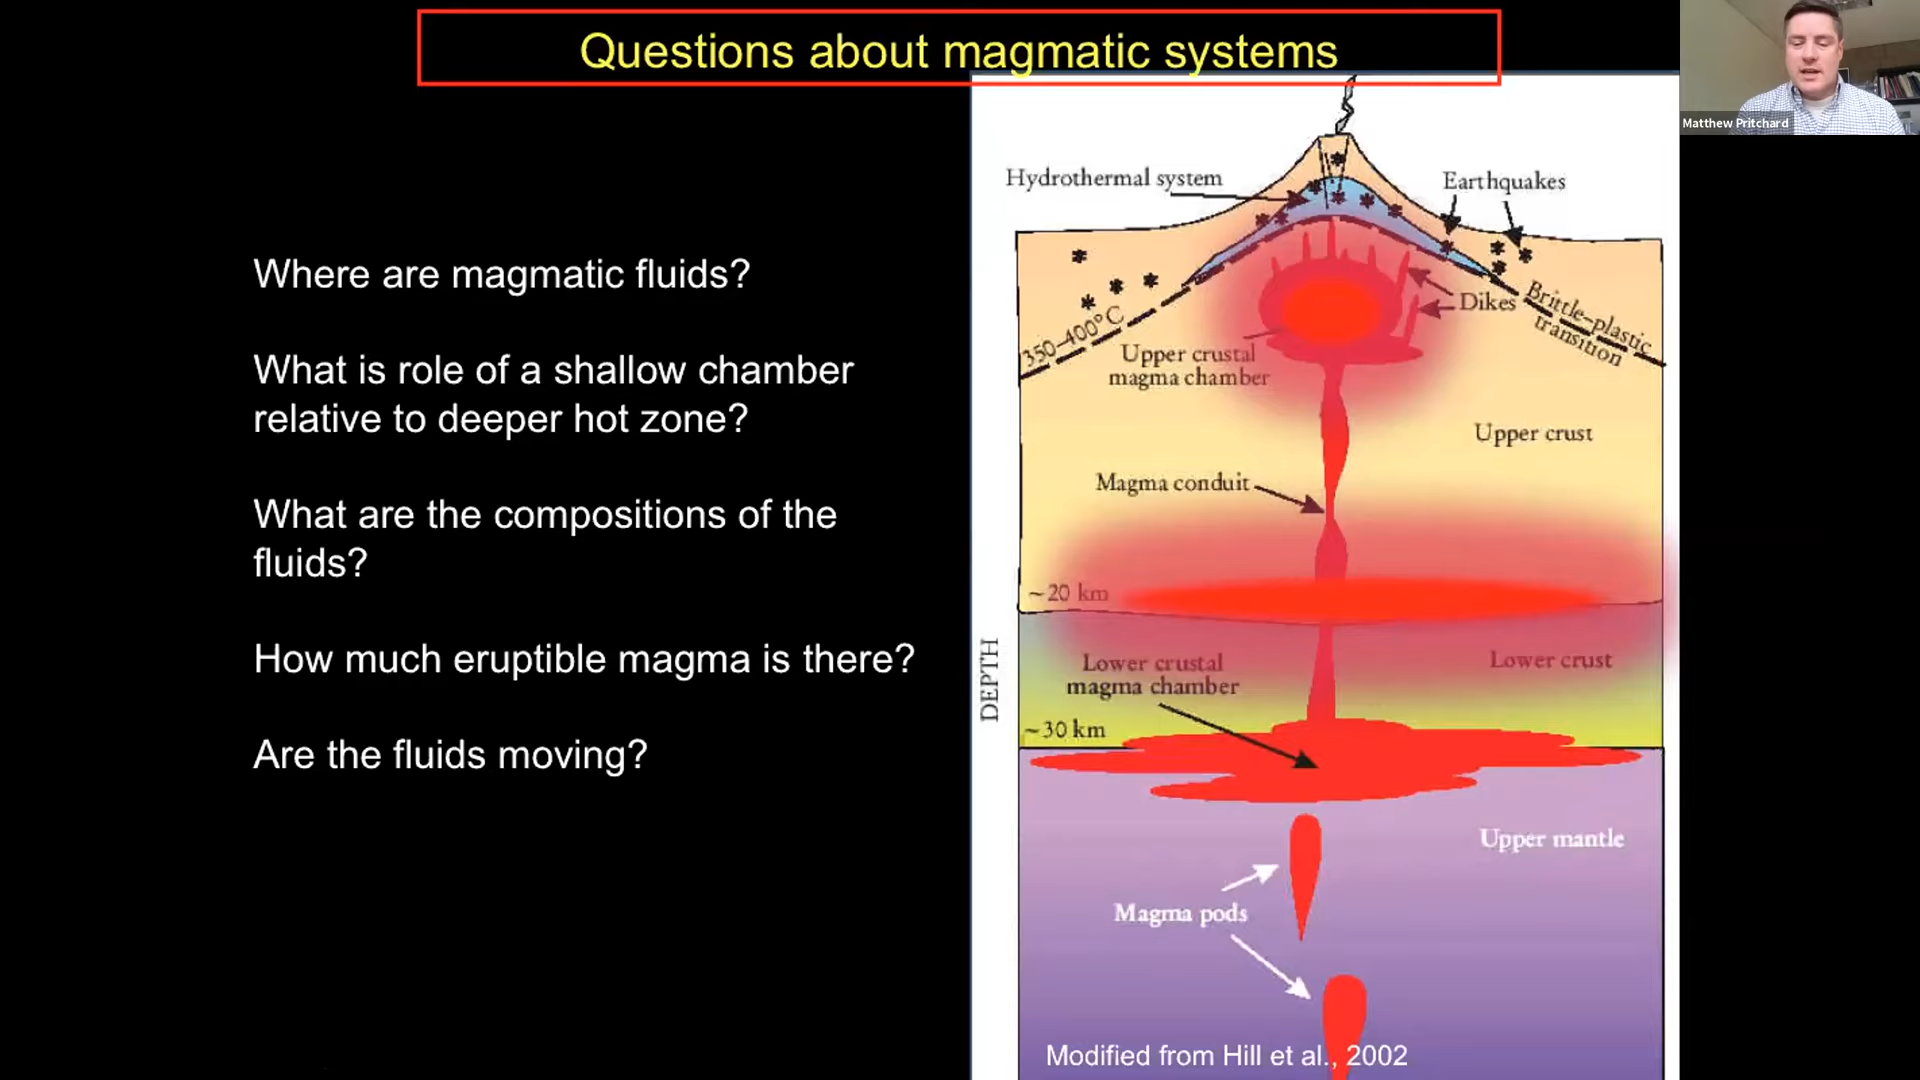 Questions about magmatic systems
Matthew Pritchard
Where are magmatic fluids?
What is role of a shallow chamber
relative to deeper hot zone?
What are the compositions of the
fluids?
How much eruptible magma is there?
Are the fluids moving?
Hydrothermal system
Earthquakes
Dikes
Brittle-plastic
transition
350-400°C
Upper crustal
magma chamber
Upper crust
Magma conduit
~20 km
Lower crustal
magma chamber
Lower crust
DEPTH
~30 km
Upper mantle
Magma pods
Modified from Hill et al., 2002